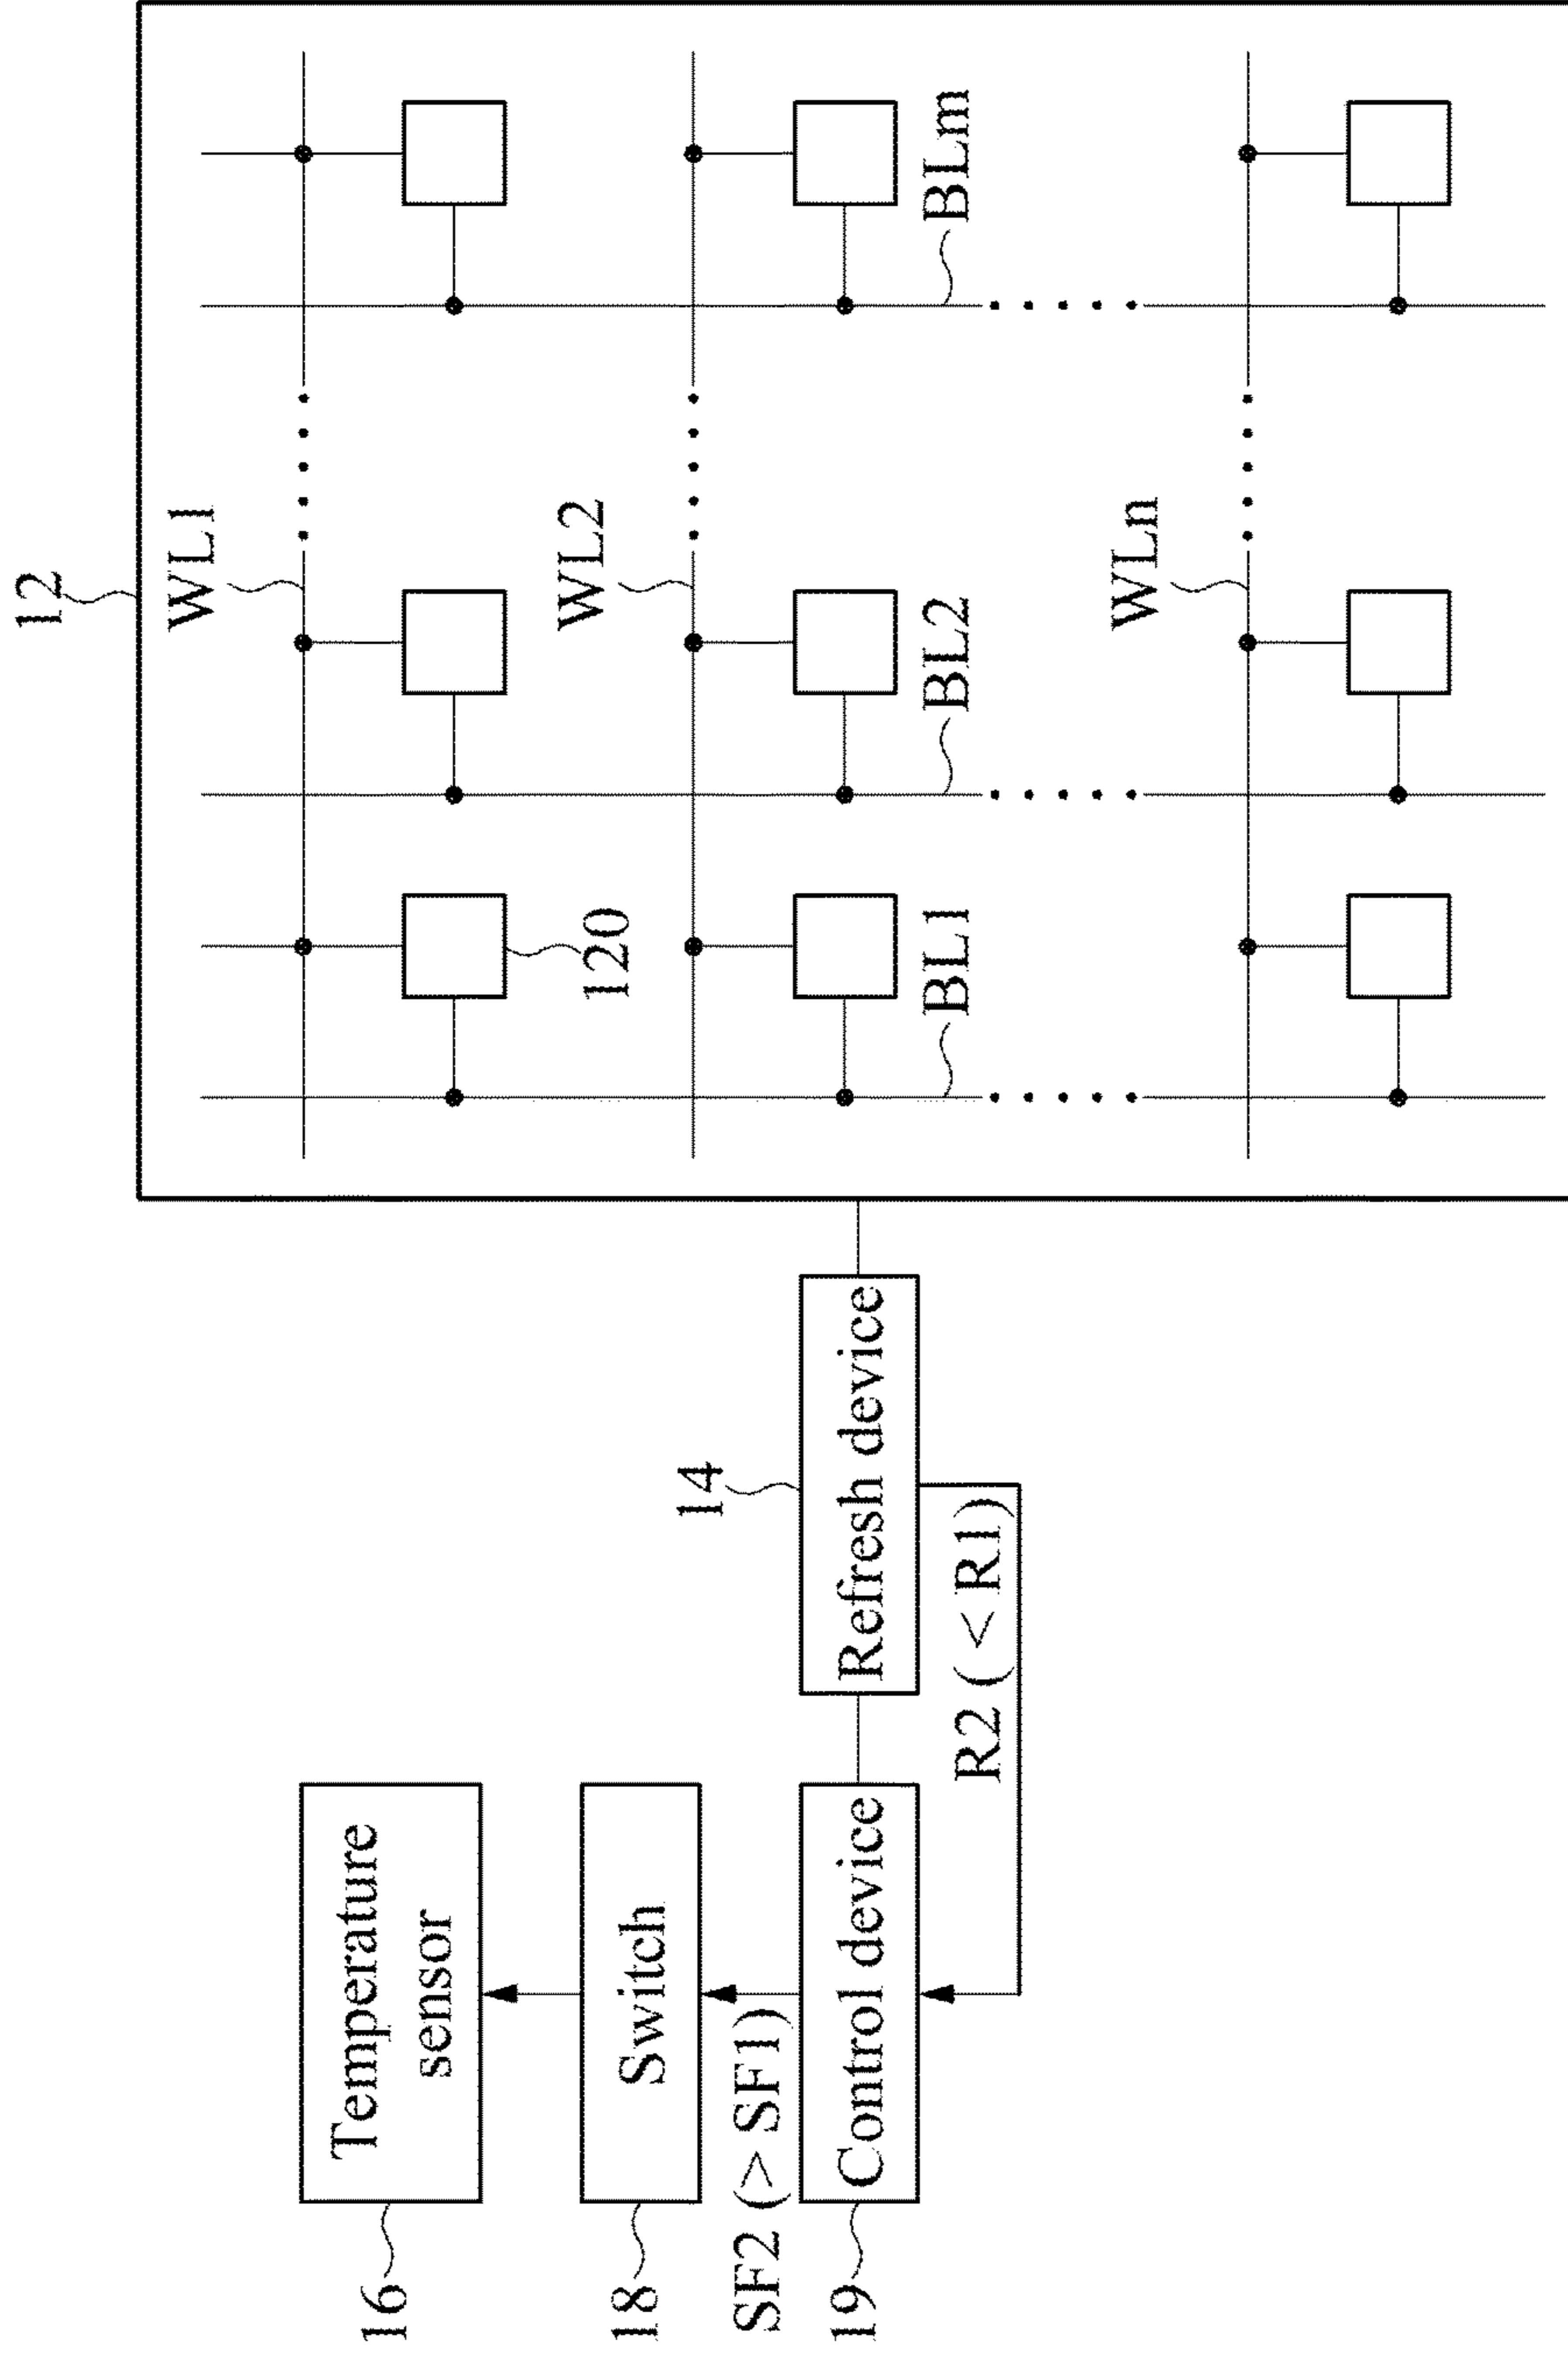 12
WL1
WL2
WLn
120
BL1
BL2
BLm
16
Temperature
sensor
18
Switch
SF2 (> SF1)
19
Control device
14
Refresh device
R2 ( < R1)